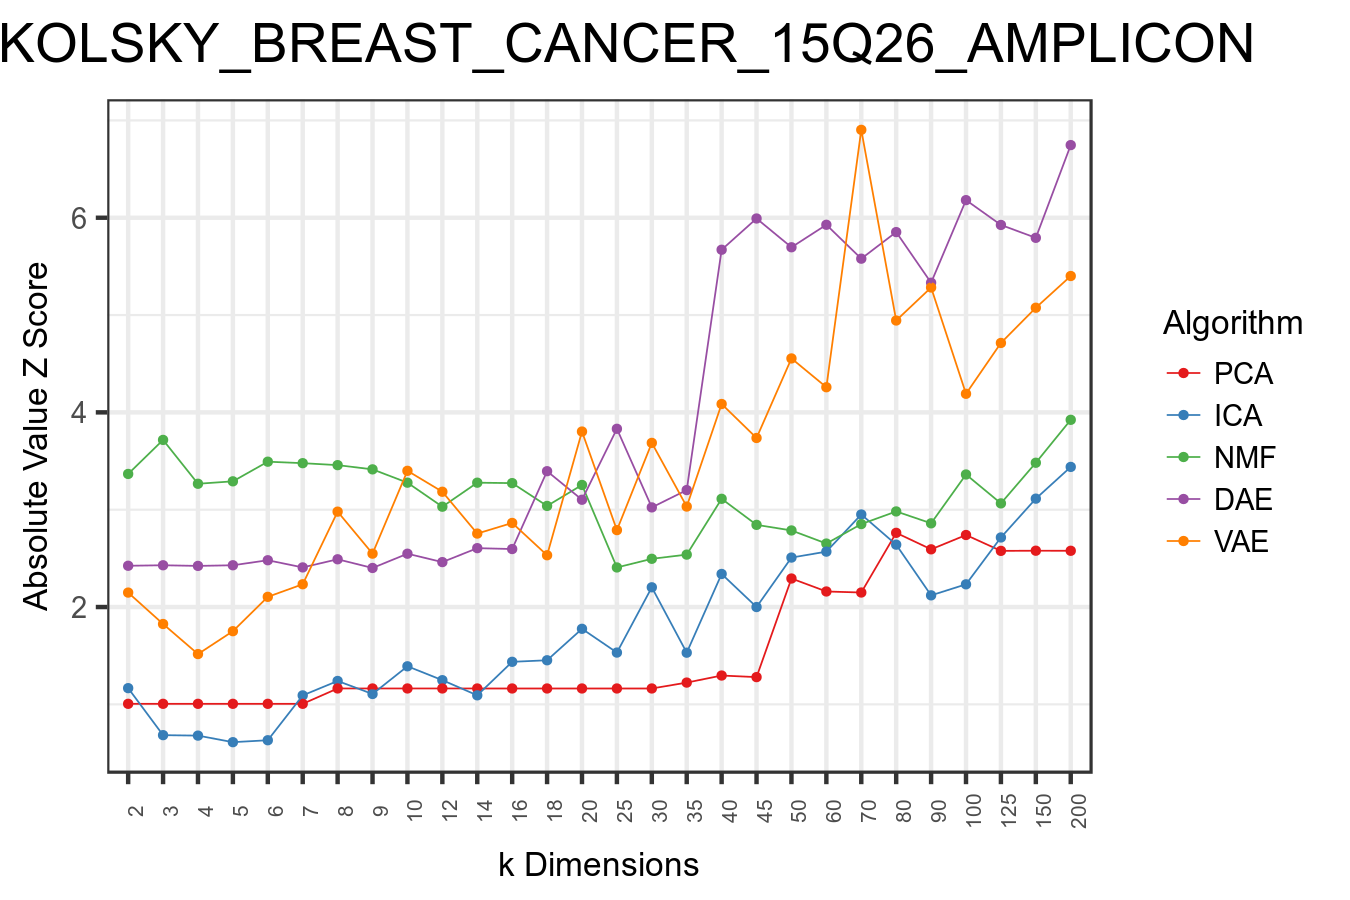 KOLSKY_BREAST_CANCER_15Q26_AMPLICON
6
4
2
Absolute Value Z Score
2 3 4 5 6 7 8 9 10 12 14 16 18 20 25 30 35 40 45 50 60 70 80 90 100 125 150 200
k Dimensions
Algorithm
PCA
ICA
NMF
DAE
VAE